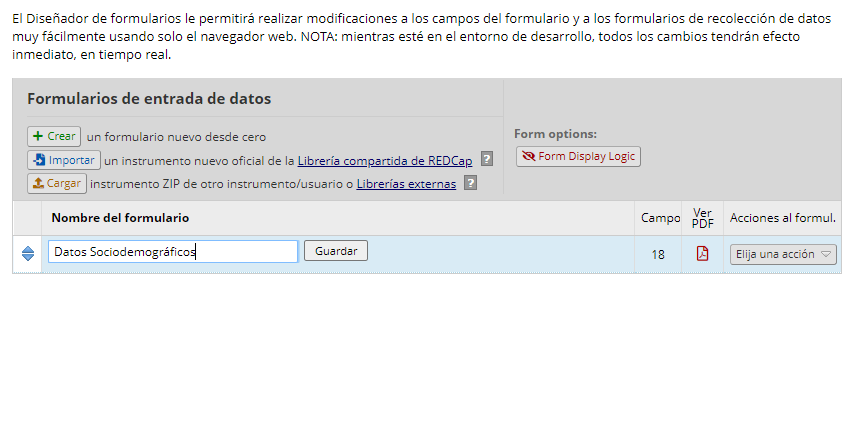 El Diseñador de formularios le permitirá realizar modificaciones a los campos del formulario y a los formularios de recolección de datos
muy fácilmente usando solo el navegador web. NOTA: mientras esté en el entorno de desarrollo, todos los cambios tendrán efecto
inmediato, en tiempo real.
Formularios de entrada de datos
Crear un formulario nuevo desde cero
Importar un instrumento nuevo oficial de la Librería compartida de REDCap ?
Cargar instrumento ZIP de otro instrumento/usuario o Librerías externas ?
Form options:
Form Display Logic
Nombre del formulario Campo Ver PDF Acciones al formul.
Datos Sociodemográficos Guardar 18 Elija una acción